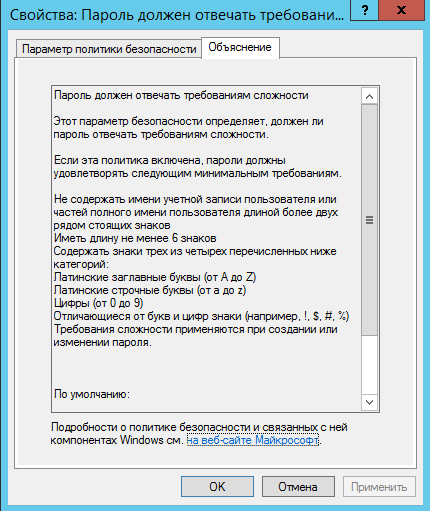 Свойства: Пароль должен отвечать требовани...
?
x
Параметр политики безопасности
Объяснение
Пароль должен отвечать требованиям сложности
Этот параметр безопасности определяет, должен ли
пароль отвечать требованиям сложности.
Если эта политика включена, пароли должны
удовлетворять следующим минимальным требованиям.
Не содержать имени учетной записи пользователя или
частей полного имени пользователя длиной более двух
рядом стоящих знаков
Иметь длину не менее 6 знаков
Содержать знаки трех из четырех перечисленных ниже
категорий:
Латинские заглавные буквы (от A до Z)
Латинские строчные буквы (от a до z)
Цифры (от 0 до 9)
Отличающиеся от букв и цифр знаки (например, !, $, #, %)
Требования сложности применяются при создании или
изменении пароля.
По умолчанию:
Подробности о политике безопасности и связанных с ней
компонентах Windows см. на веб-сайте Майкрософт.
OK
Отмена
Применить